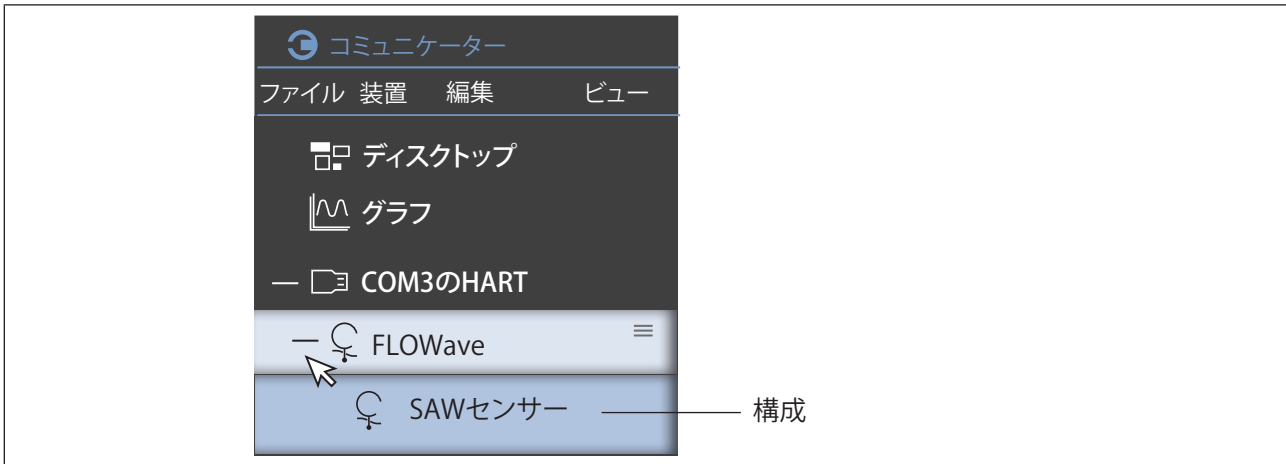 コミュニケーター
ファイル 装置 編集 ビュー
ディスクトップ
グラフ
COM3のHART
FLOWave
SAWセンサー 構成